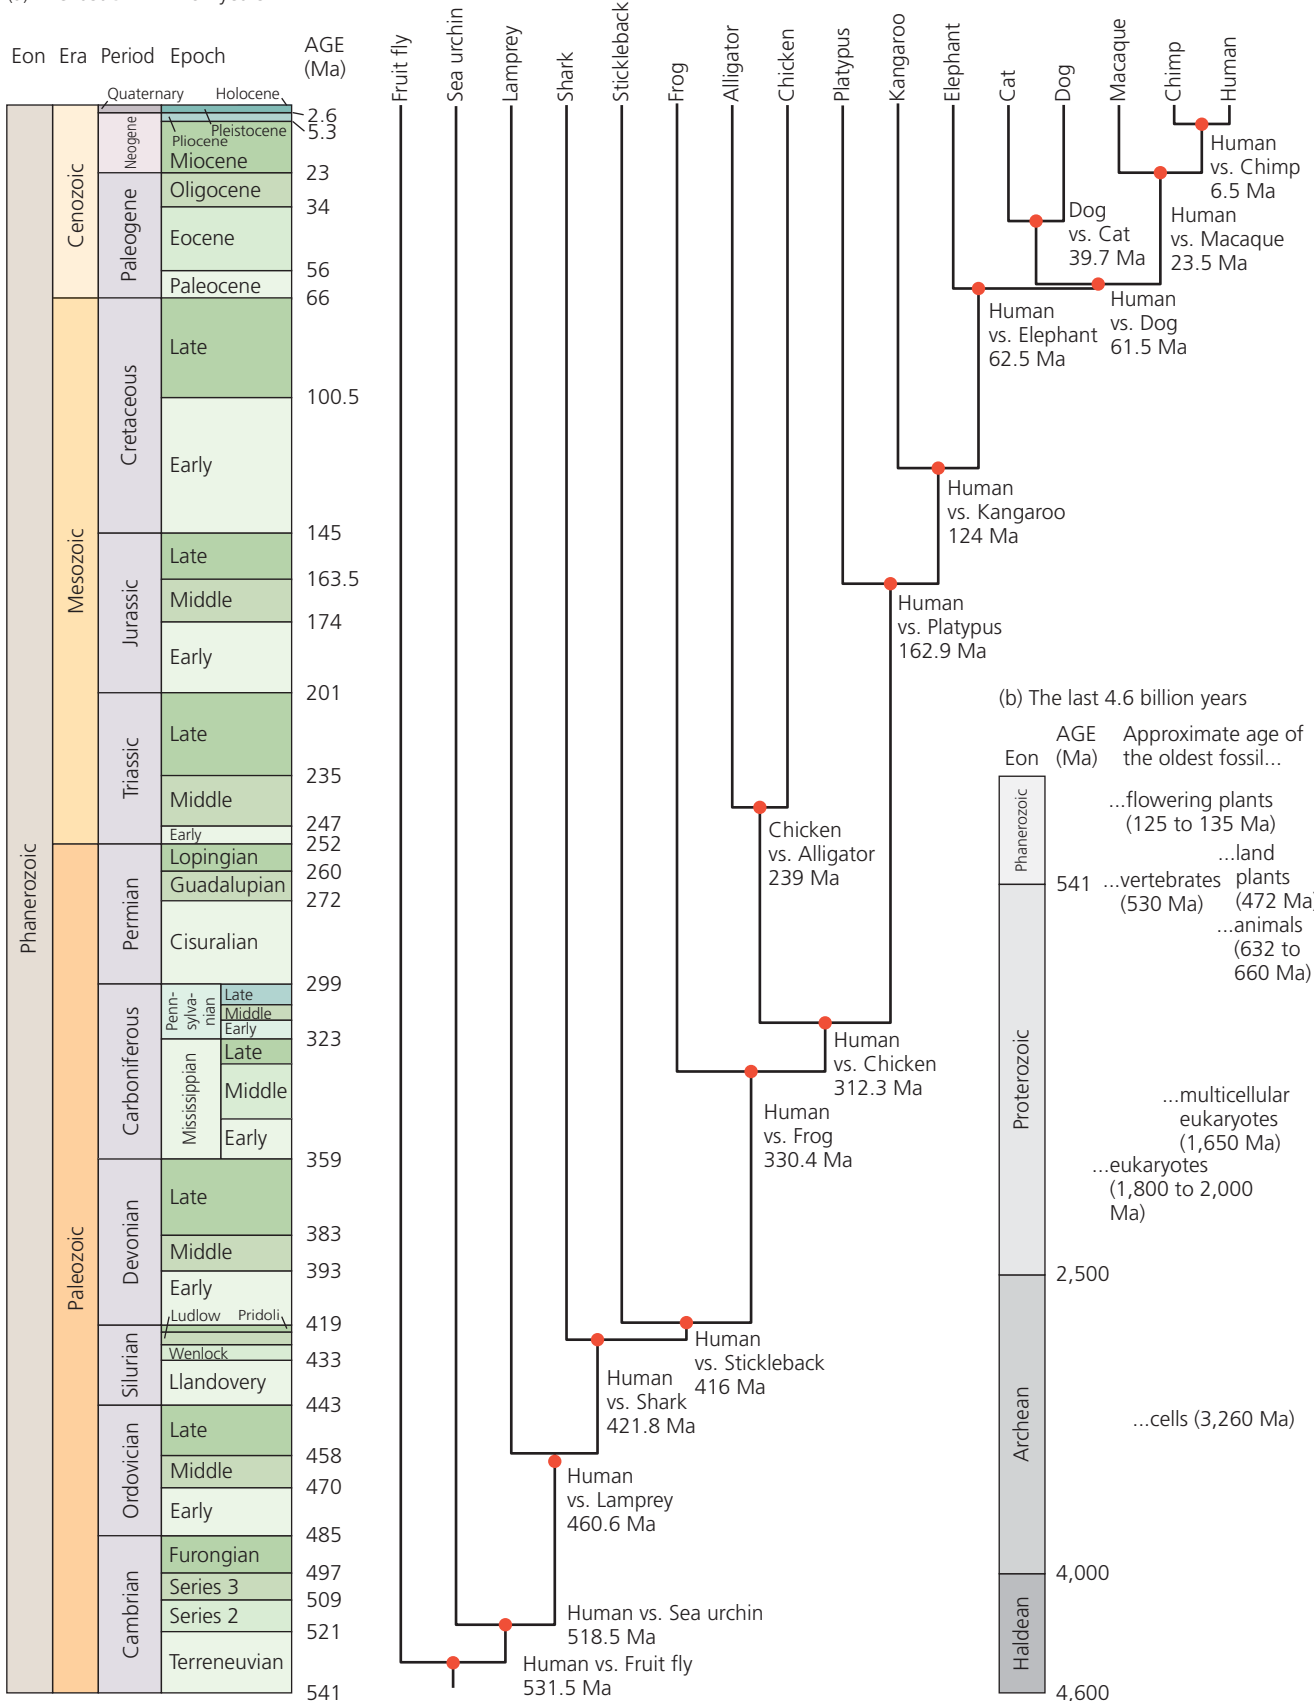 Eon Era Period Epoch AGE
(Ma)
Fruit fly
Sea urchin
Lamprey
Shark
Stickleback
Frog
Alligator
Chicken
Platypus
Kangaroo
Elephant
Cat
Dog
Macaque
Chimp
Human
Phanerozoic
Cenozoic
Mesozoic
Paleozoic
Quaternary
Neogene
Paleogene
Cretaceous
Jurassic
Triassic
Permian
Carboniferous
Devonian
Silurian
Ordovician
Cambrian
Holocene
2.6
Pleistocene
5.3
Pliocene
Miocene
23
Oligocene
34
Eocene
56
Paleocene
66
Late
100.5
Early
145
Late
163.5
Middle
174
Early
201
Late
235
Middle
247
Early
252
Lopingian
260
Guadalupian
272
Cisuralian
299
Penn-
sylva-
nian
Late
Middle
Early
323
Mississippian
Late
Middle
Early
359
Late
383
Middle
393
Early
Ludlow Pridoli
419
Wenlock
433
Llandovery
443
Late
458
Middle
470
Early
485
Furongian
497
Series 3
509
Series 2
521
Terreneuvian
541
Human
vs. Chimp
6.5 Ma
Human
vs. Macaque
23.5 Ma
Dog
vs. Cat
39.7 Ma
Human
vs. Dog
61.5 Ma
Human
vs. Elephant
62.5 Ma
Human
vs. Kangaroo
124 Ma
Human
vs. Platypus
162.9 Ma
Chicken
vs. Alligator
239 Ma
Human
vs. Chicken
312.3 Ma
Human
vs. Frog
330.4 Ma
Human
vs. Stickleback
416 Ma
Human
vs. Shark
421.8 Ma
Human
vs. Lamprey
460.6 Ma
Human vs. Sea urchin
518.5 Ma
Human vs. Fruit fly
531.5 Ma
(b) The last 4.6 billion years
Eon
AGE
(Ma)
Approximate age of
the oldest fossil...
Phanerozoic
...flowering plants
(125 to 135 Ma)
...land
plants
(472 Ma)
541
...vertebrates
(530 Ma)
...animals
(632 to
660 Ma)
Proterozoic
...multicellular
eukaryotes
(1,650 Ma)
...eukaryotes
(1,800 to 2,000
Ma)
2,500
Archean
...cells (3,260 Ma)
4,000
Haldean
4,600